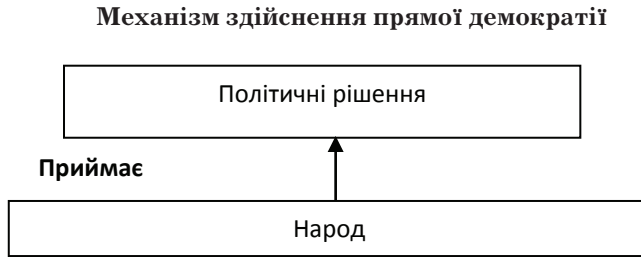 Механізм здійснення прямої демократії
Політичні рішення
Приймає
Народ